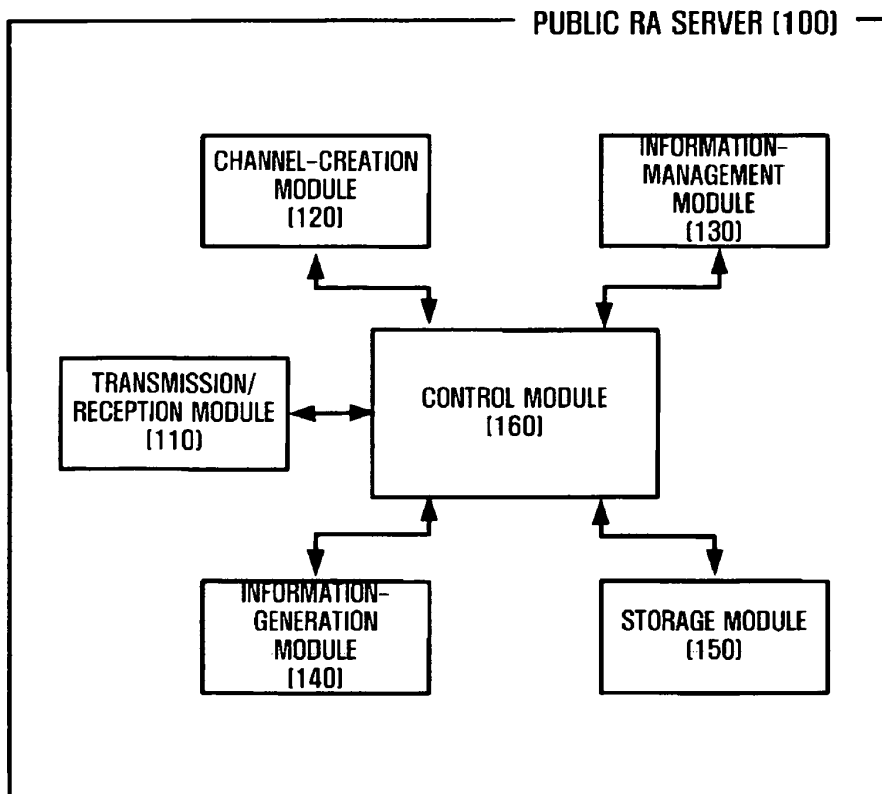 PUBLIC RA SERVER (100)
CHANNEL-CREATION
MODULE
(120)
INFORMATION-
MANAGEMENT
MODULE
(130)
TRANSMISSION/
RECEPTION MODULE
(110)
CONTROL MODULE
(160)
INFORMATION-
GENERATION
MODULE
(140)
STORAGE MODULE
(150)